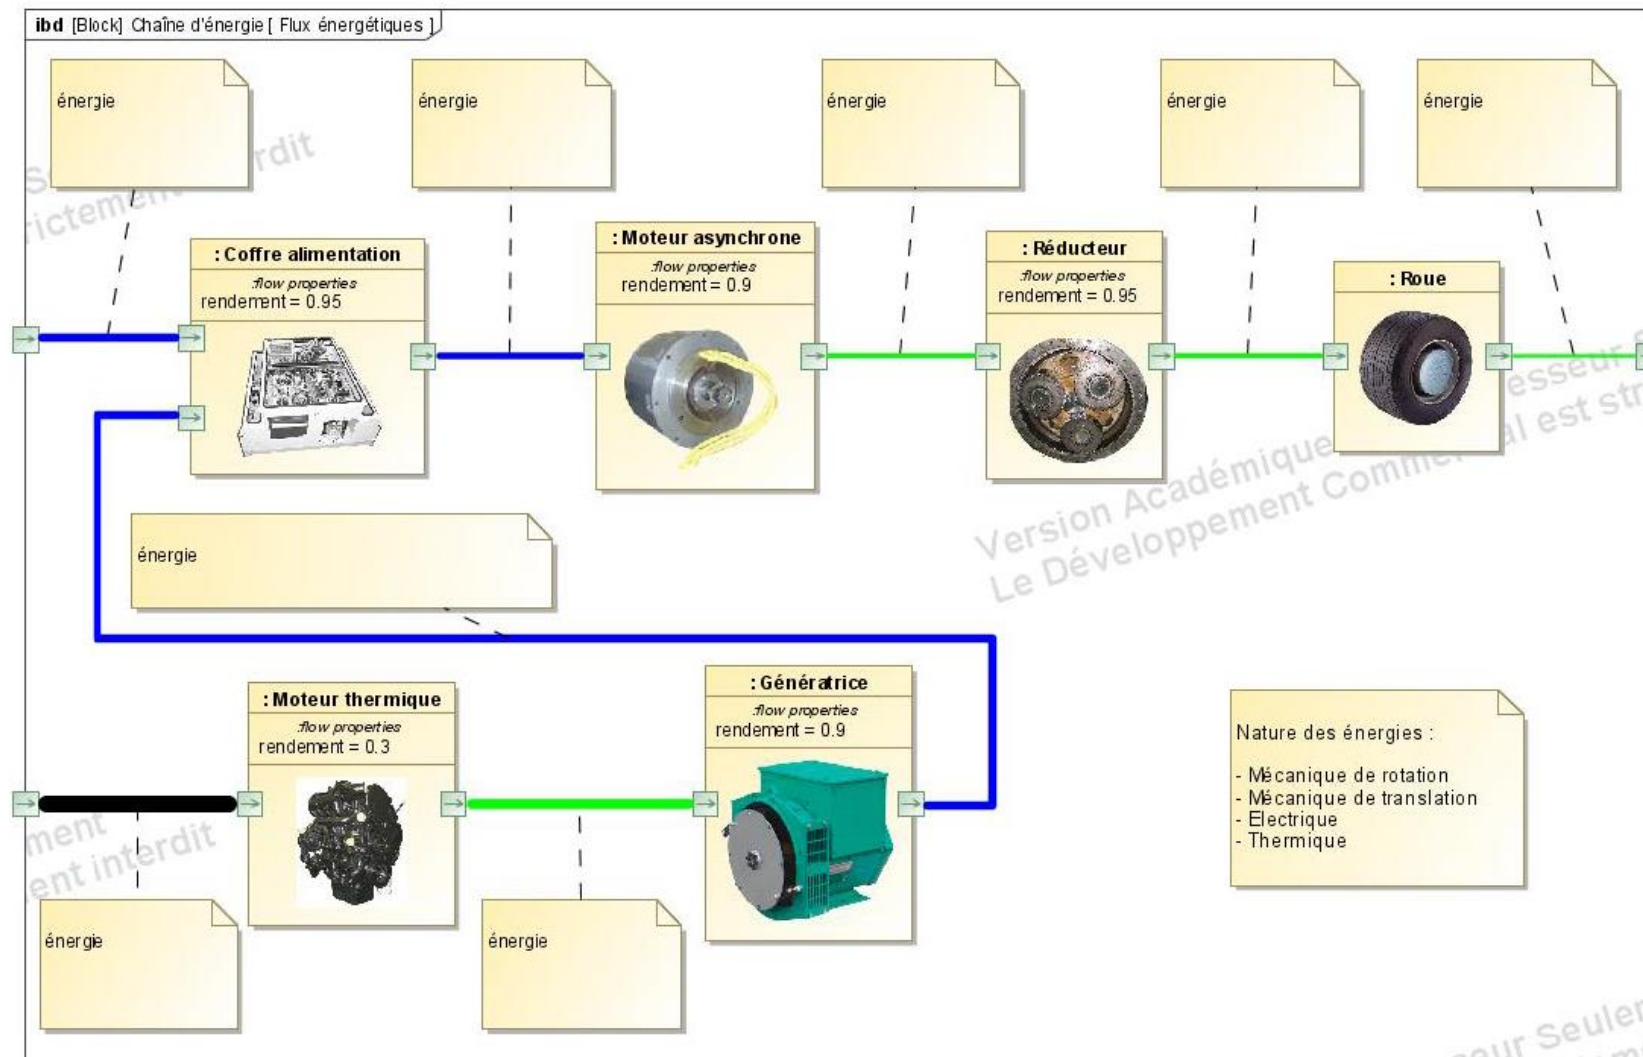 ibd [Block] Chaîne d'énergie [ Flux énergétiques ]
énergie
énergie
énergie
énergie
énergie
: Coffre alimentation
:flow properties
rendement = 0.95
: Moteur asynchrone
:flow properties
rendement = 0.9
: Réducteur
:flow properties
rendement = 0.95
: Roue
énergie
: Moteur thermique
:flow properties
rendement = 0.3
: Génératrice
:flow properties
rendement = 0.9
Nature des énergies :
- Mécanique de rotation
- Mécanique de translation
- Electrique
- Thermique
énergie
énergie
Version Académique
Le Développement est
interdit